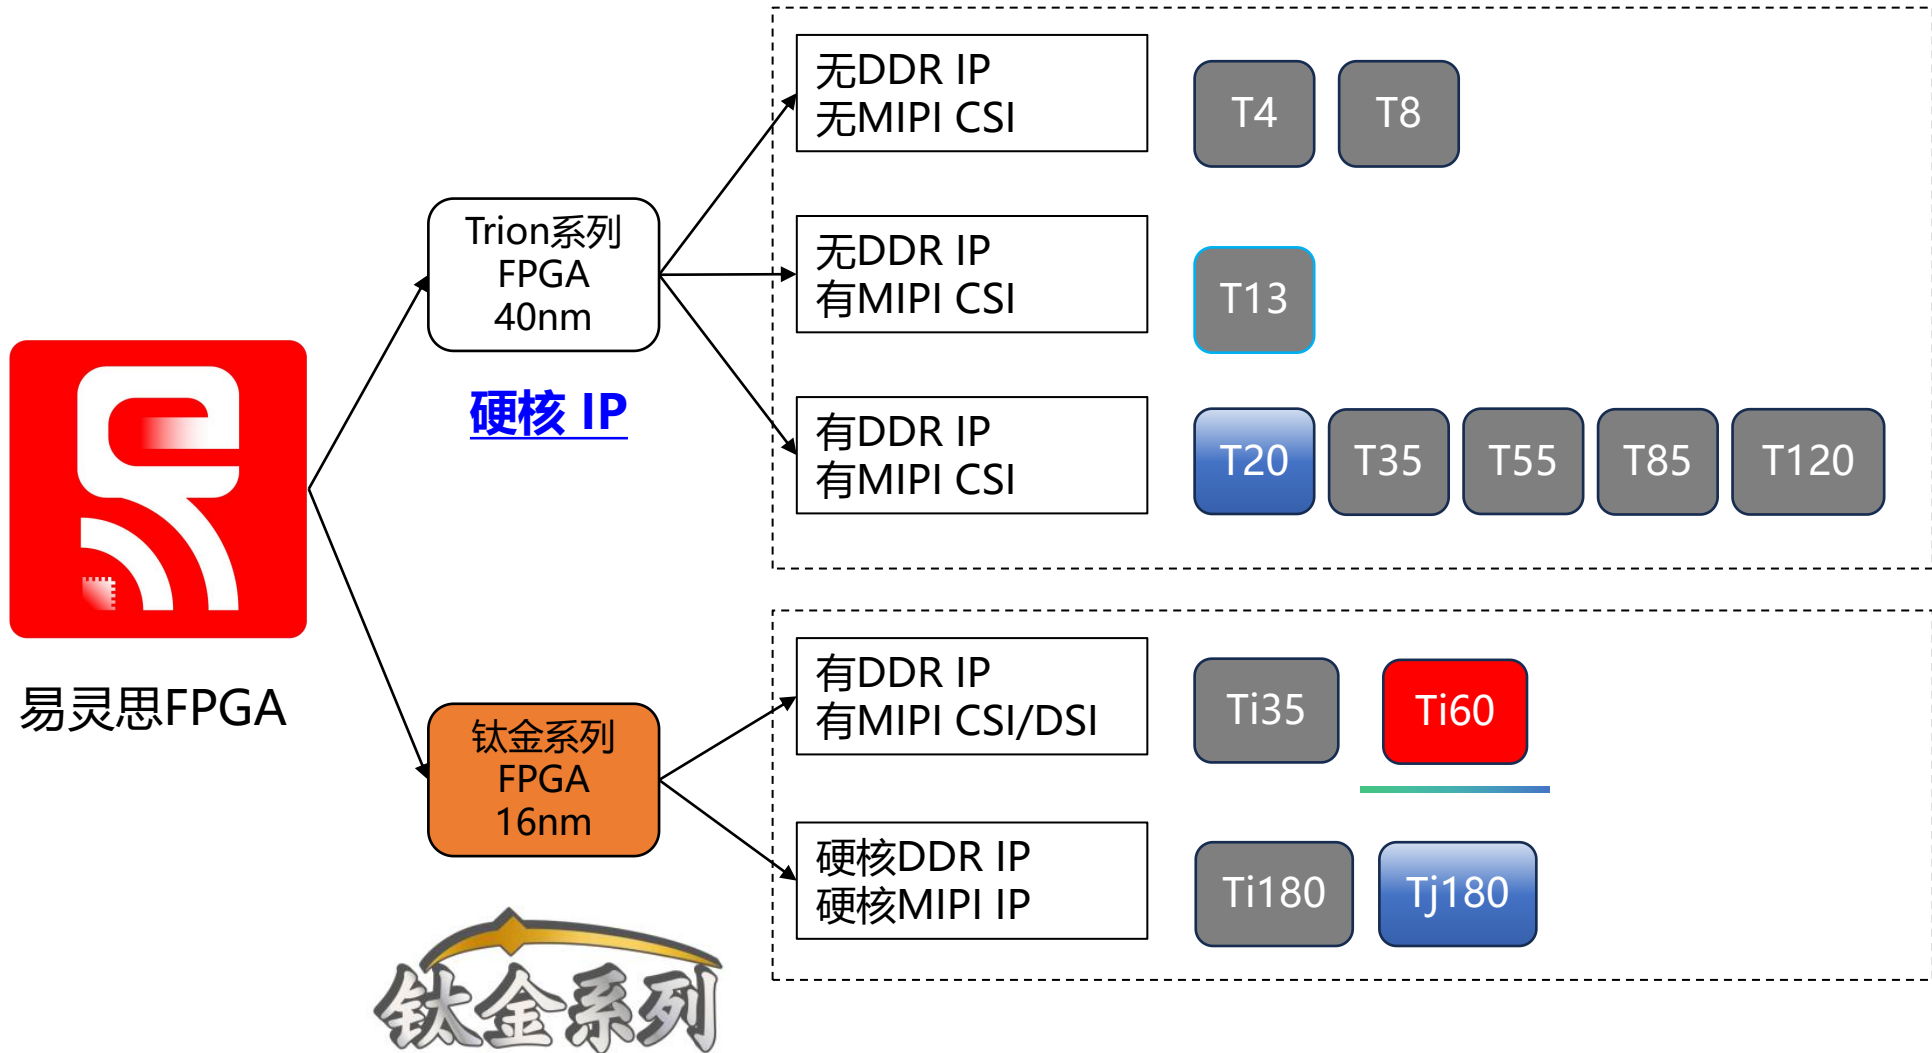 易灵思FPGA
Trion系列
FPGA
40nm
硬核 IP
无DDR IP
无MIPI CSI
T4
T8
无DDR IP
有MIPI CSI
T13
有DDR IP
有MIPI CSI
T20
T35
T55
T85
T120
钛金系列
FPGA
16nm
钛金系列
有DDR IP
有MIPI CSI/DSI
Ti35
Ti60
硬核DDR IP
硬核MIPI IP
Ti180
Tj180